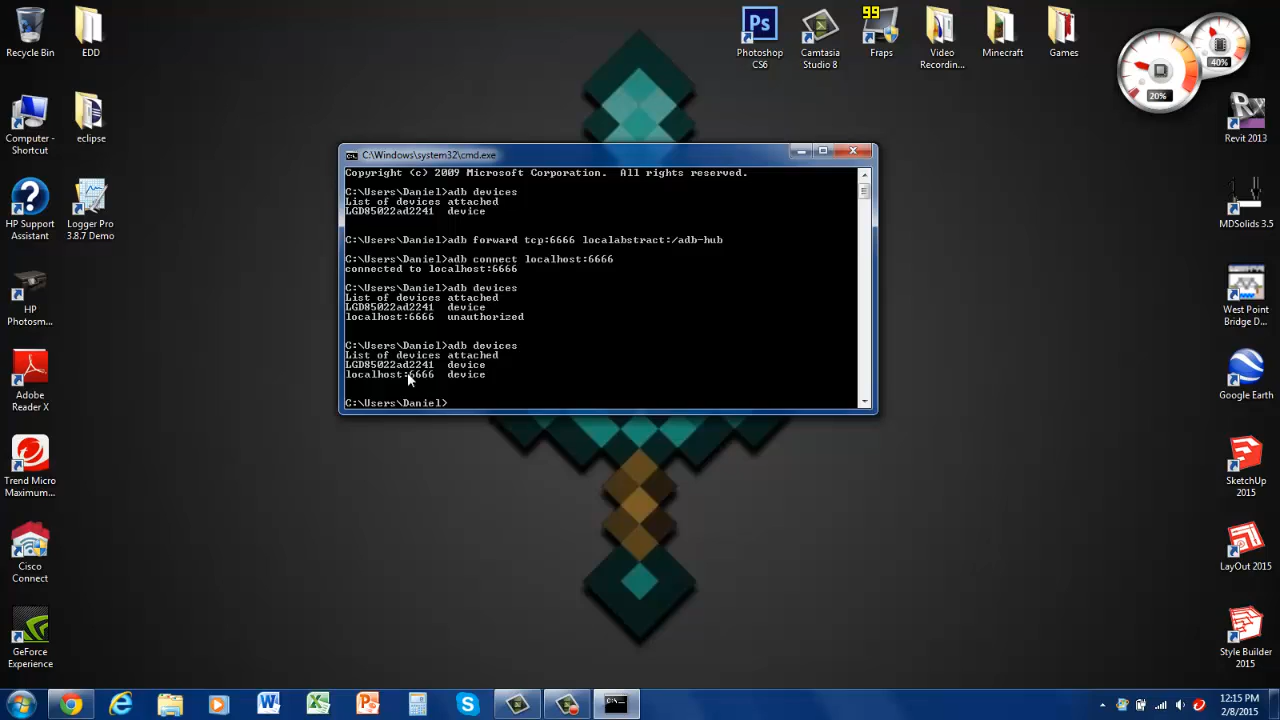 Recycle Bin
EDD
Photoshop CS6
Camtasia Studio 8
99
Fraps
Video Recordin...
Minecraft
Games
40%
20%
Computer - Shortcut
eclipse
Revit 2013
HP Support Assistant
Logger Pro 3.8.7 Demo
MDSolids 3.5
HP Photosm...
West Point Bridge D...
Adobe Reader X
Google Earth
Trend Micro Maximum...
SketchUp 2015
Cisco Connect
LayOut 2015
GeForce Experience
Style Builder 2015
C:\Windows\system32\cmd.exe
Copyright (c) 2009 Microsoft Corporation.  All rights reserved.
C:\Users\Daniel>adb devices
List of devices attached
LGD85022ad2241  device
C:\Users\Daniel>adb forward tcp:6666 localabstract:/adb-hub
C:\Users\Daniel>adb connect localhost:6666
connected to localhost:6666
C:\Users\Daniel>adb devices
List of devices attached
LGD85022ad2241  device
localhost:6666  unauthorized
C:\Users\Daniel>adb devices
List of devices attached
LGD85022ad2241  device
localhost:6666  device
C:\Users\Daniel>
12:15 PM
2/8/2015